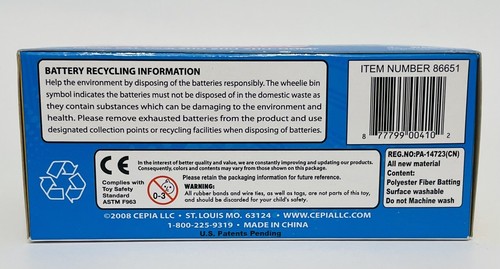 BATTERY RECYCLING INFORMATION
Help the environment by disposing of the batteries responsibly. The wheelie bin
symbol indicates the batteries must not be disposed of in the domestic waste as
they contain substances which can be damaging to the environment and
health. Please remove exhausted batteries from the product and use
designated collection points or recycling facilities when disposing of batteries.
ITEM NUMBER 86651
8 77799 00410 2
CE
Complies with
Toy Safety
Standard
ASTM F963
0-3
In the interest of better quality and value, we are constantly improving and updating our products.
Consequently, colors and contents may vary from those shown on this package.
Please retain the packaging information for future reference.
WARNING:
All rubber bands and wire ties, as well as tags, are not parts of this toy,
and should be discarded for your child's safety.
REG.NO:PA-14723(CN)
All new material
Content:
Polyester Fiber Batting
Surface washable
Do not Machine wash
©2008 CEPIA LLC • ST. LOUIS MO. 63124 • WWW.CEPIALLC.COM
1-800-225-9319 • MADE IN CHINA
U.S. Patents Pending